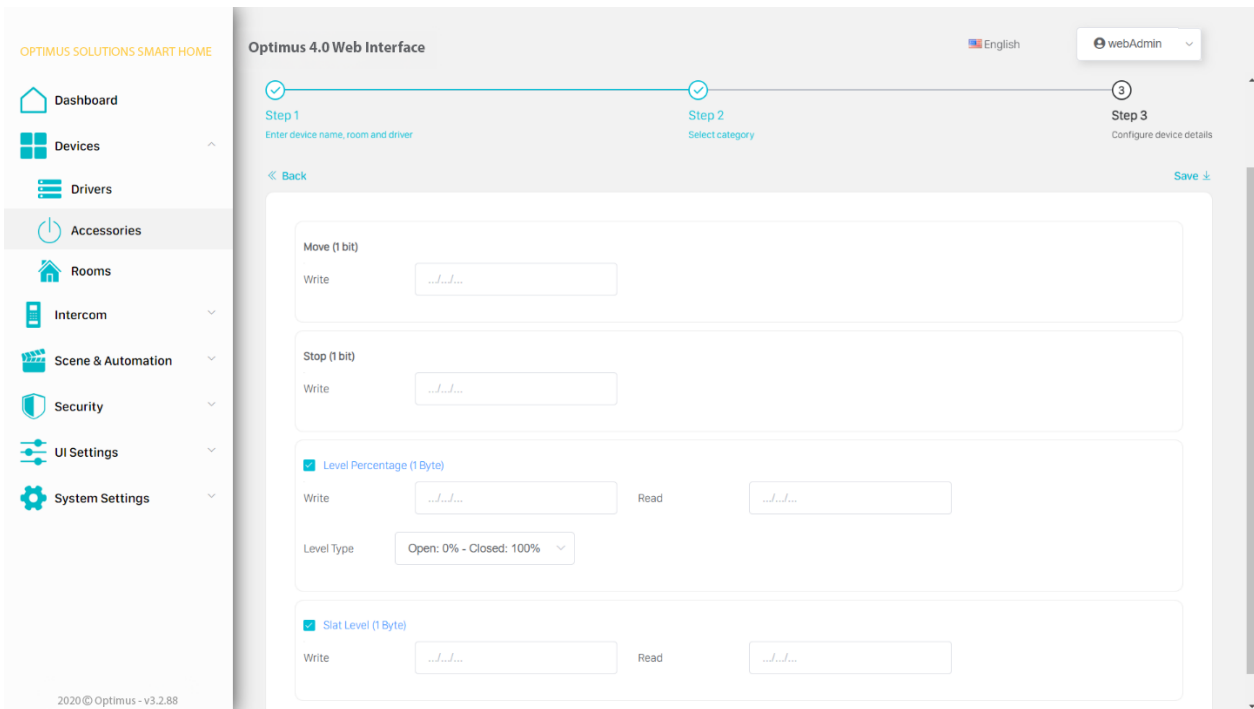 OPTIMUS SOLUTIONS SMART HOME
Dashboard
Devices
Drivers
Accessories
Rooms
Intercom
Scene & Automation
Security
UI Settings
System Settings
2020 © Optimus - v3.2.88
Optimus 4.0 Web Interface
English
webAdmin
3
Step 1
Step 2
Step 3
Enter device name, room and driver
Select category
Configure device details
« Back
Save
Move (1 bit)
Write .../.../...
Stop (1 bit)
Write .../.../...
Level Percentage (1 Byte)
Write .../.../... Read .../.../...
Level Type Open: 0% - Closed: 100%
Slat Level (1 Byte)
Write .../.../... Read .../.../...